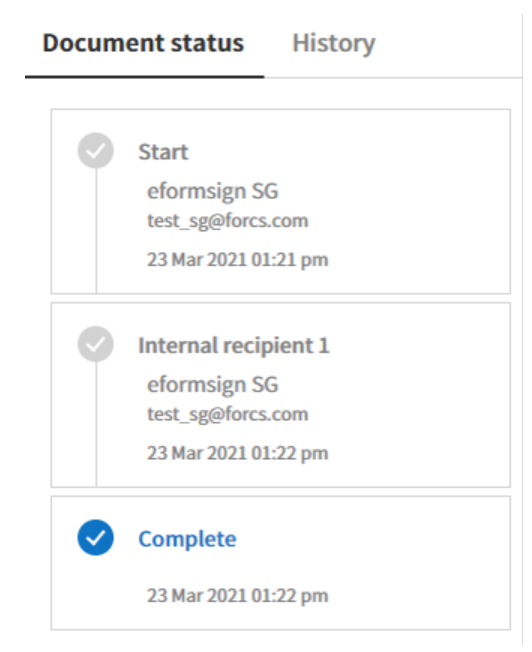 Document status History
Start
eformsign SG
test_sg@forcs.com
23 Mar 2021 01:21 pm
Internal recipient 1
eformsign SG
test_sg@forcs.com
23 Mar 2021 01:22 pm
Complete
23 Mar 2021 01:22 pm